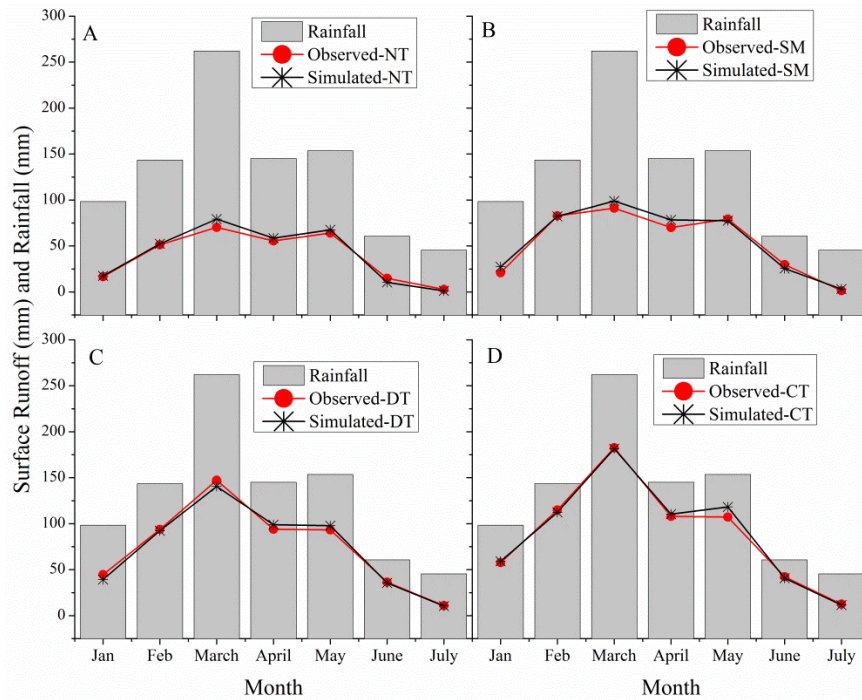 A
Rainfall
Observed-NT
Simulated-NT
B
Rainfall
Observed-SM
Simulated-SM
300
250
200
150
100
50
0
C
Rainfall
Observed-DT
Simulated-DT
D
Rainfall
Observed-CT
Simulated-CT
300
250
200
150
100
50
0
Surface Runoff (mm) and Rainfall (mm)
Jan Feb March April May June July
Jan Feb March April May June July
Month
Month